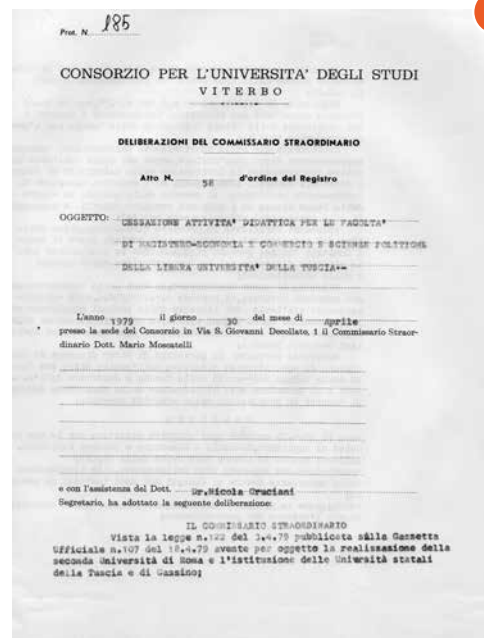 Prot. N. 185
CONSORZIO PER L'UNIVERSITA' DEGLI STUDI
VITERBO
DELIBERAZIONI DEL COMMISSARIO STRAORDINARIO
Atto N. 58 d'ordine del Registro
OGGETTO: CESSAZIONE ATTIVITA' DIDATTICA PER LE FACOLTA'
DI MAGISTERO-ECONOMIA E COMMERCIO E SCIENZE POLITICHE
DELLA LIBERA UNIVERSITA' DELLA TUSCIA.=
L'anno 1979 il giorno 30 del mese di Aprile
presso la sede del Consorzio in Via S. Giovanni Decollato, 1 il Commissario Straor-
dinario Dott. Mario Moscatelli
e con l'assistenza del Dott. Dr.Nicola Graciani
Segretario, ha adottato la seguente deliberazione:
IL COMMISSARIO STRAORDINARIO
Vista la legge n.122 del 3.4.79 pubblicata sulla Gazzetta
Ufficiale n.107 del 18.4.79 avente per oggetto la realizzazione della
seconda Università di Roma e l'istituzione delle Università statali
della Tuscia e di Cassino;